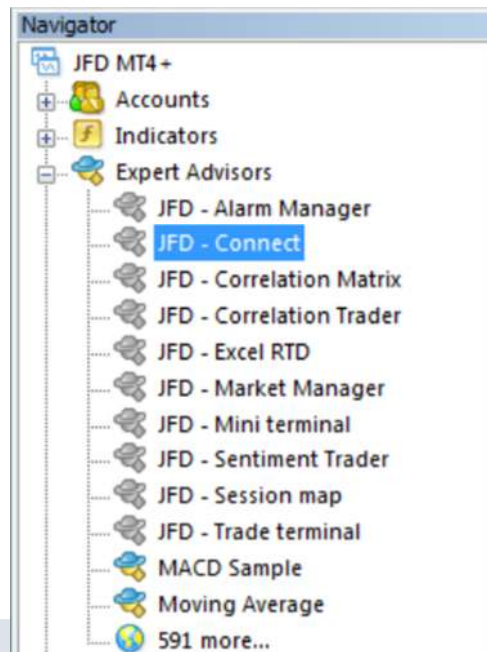 Navigator
JFD MT4+
Accounts
Indicators
Expert Advisors
JFD - Alarm Manager
JFD - Connect
JFD - Correlation Matrix
JFD - Correlation Trader
JFD - Excel RTD
JFD - Market Manager
JFD - Mini terminal
JFD - Sentiment Trader
JFD - Session map
JFD - Trade terminal
MACD Sample
Moving Average
591 more...